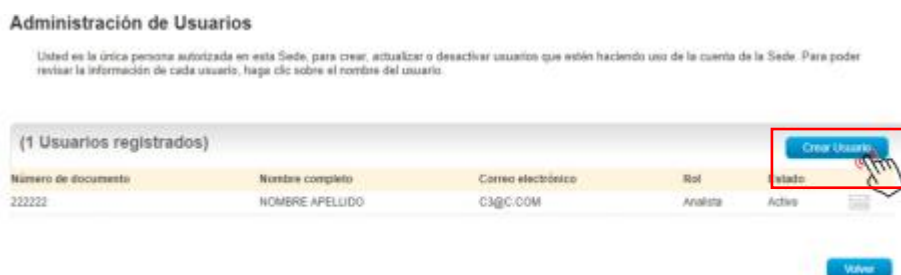 Administración de Usuarios
Usted es la única persona autorizada en esta Sede, para crear, actualizar o desactivar usuarios que estén haciendo uso de la cuenta de la Sede. Para poder
revisar la información de cada usuario, haga clic sobre el nombre del usuario.
(1 Usuarios registrados)
Crear Usuario
Número de documento Nombre completo Correo electrónico Rol Estado
222222 NOMBRE APELLIDO C3@C.COM Analista Activo
Volver